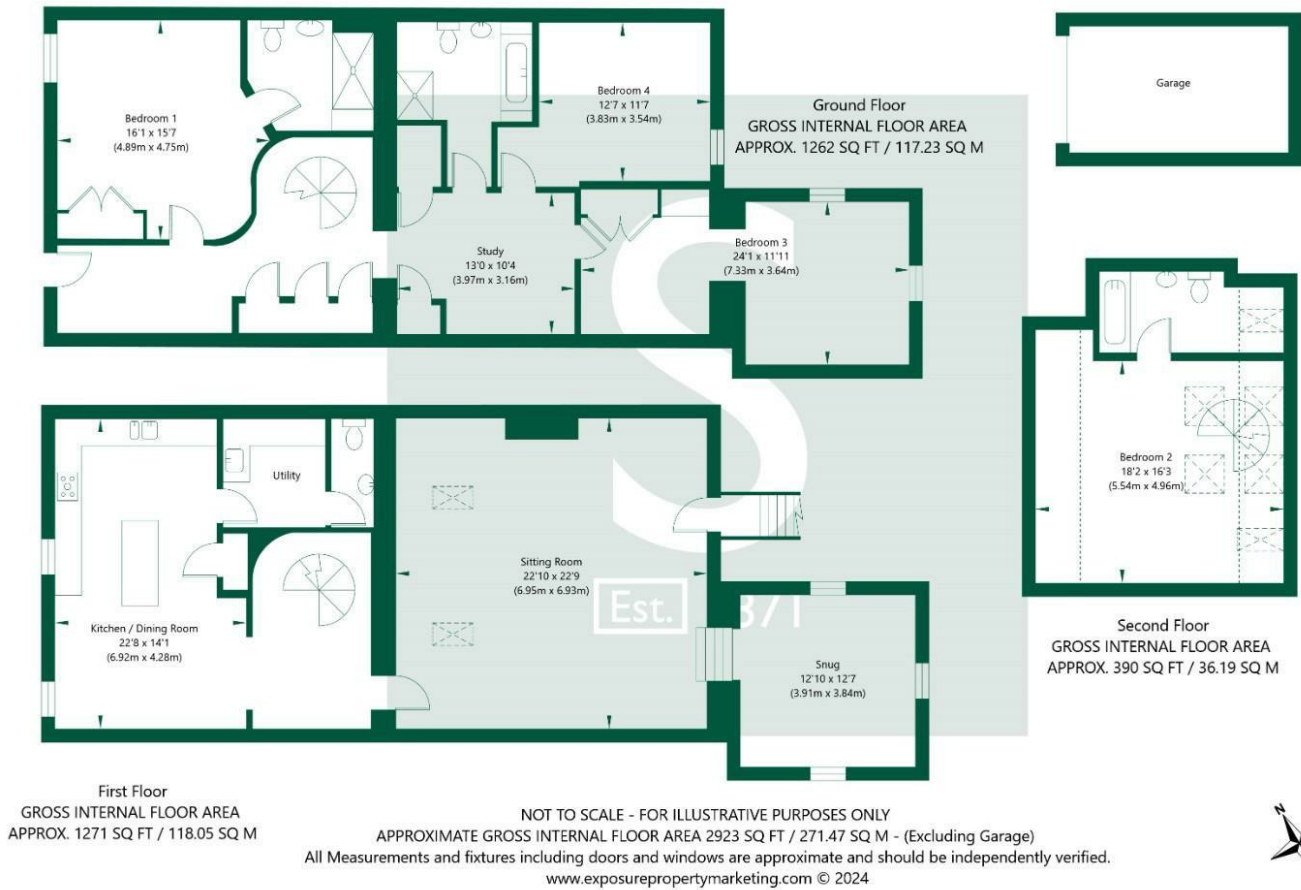 Bedroom 1
16'1 x 15'7
(4.89m x 4.75m)
Bedroom 4
12'7 x 11'7
(3.83m x 3.54m)
Ground Floor
GROSS INTERNAL FLOOR AREA
APPROX. 1262 SQ FT / 117.23 SQ M
Garage
Study
13'0 x 10'4
(3.97m x 3.16m)
Bedroom 3
24'1 x 11'11
(7.33m x 3.64m)
S
Est.
Utility
Kitchen / Dining Room
22'8 x 14'1
(6.92m x 4.28m)
Sitting Room
22'10 x 22'9
(6.95m x 6.93m)
Snug
12'10 x 12'7
(3.91m x 3.84m)
Bedroom 2
18'2 x 16'3
(5.54m x 4.96m)
Second Floor
GROSS INTERNAL FLOOR AREA
APPROX. 390 SQ FT / 36.19 SQ M
First Floor
GROSS INTERNAL FLOOR AREA
APPROX. 1271 SQ FT / 118.05 SQ M
NOT TO SCALE - FOR ILLUSTRATIVE PURPOSES ONLY
APPROXIMATE GROSS INTERNAL FLOOR AREA 2923 SQ FT / 271.47 SQ M - (Excluding Garage)
All Measurements and fixtures including doors and windows are approximate and should be independently verified.
www.exposurepropertymarketing.com © 2024
N